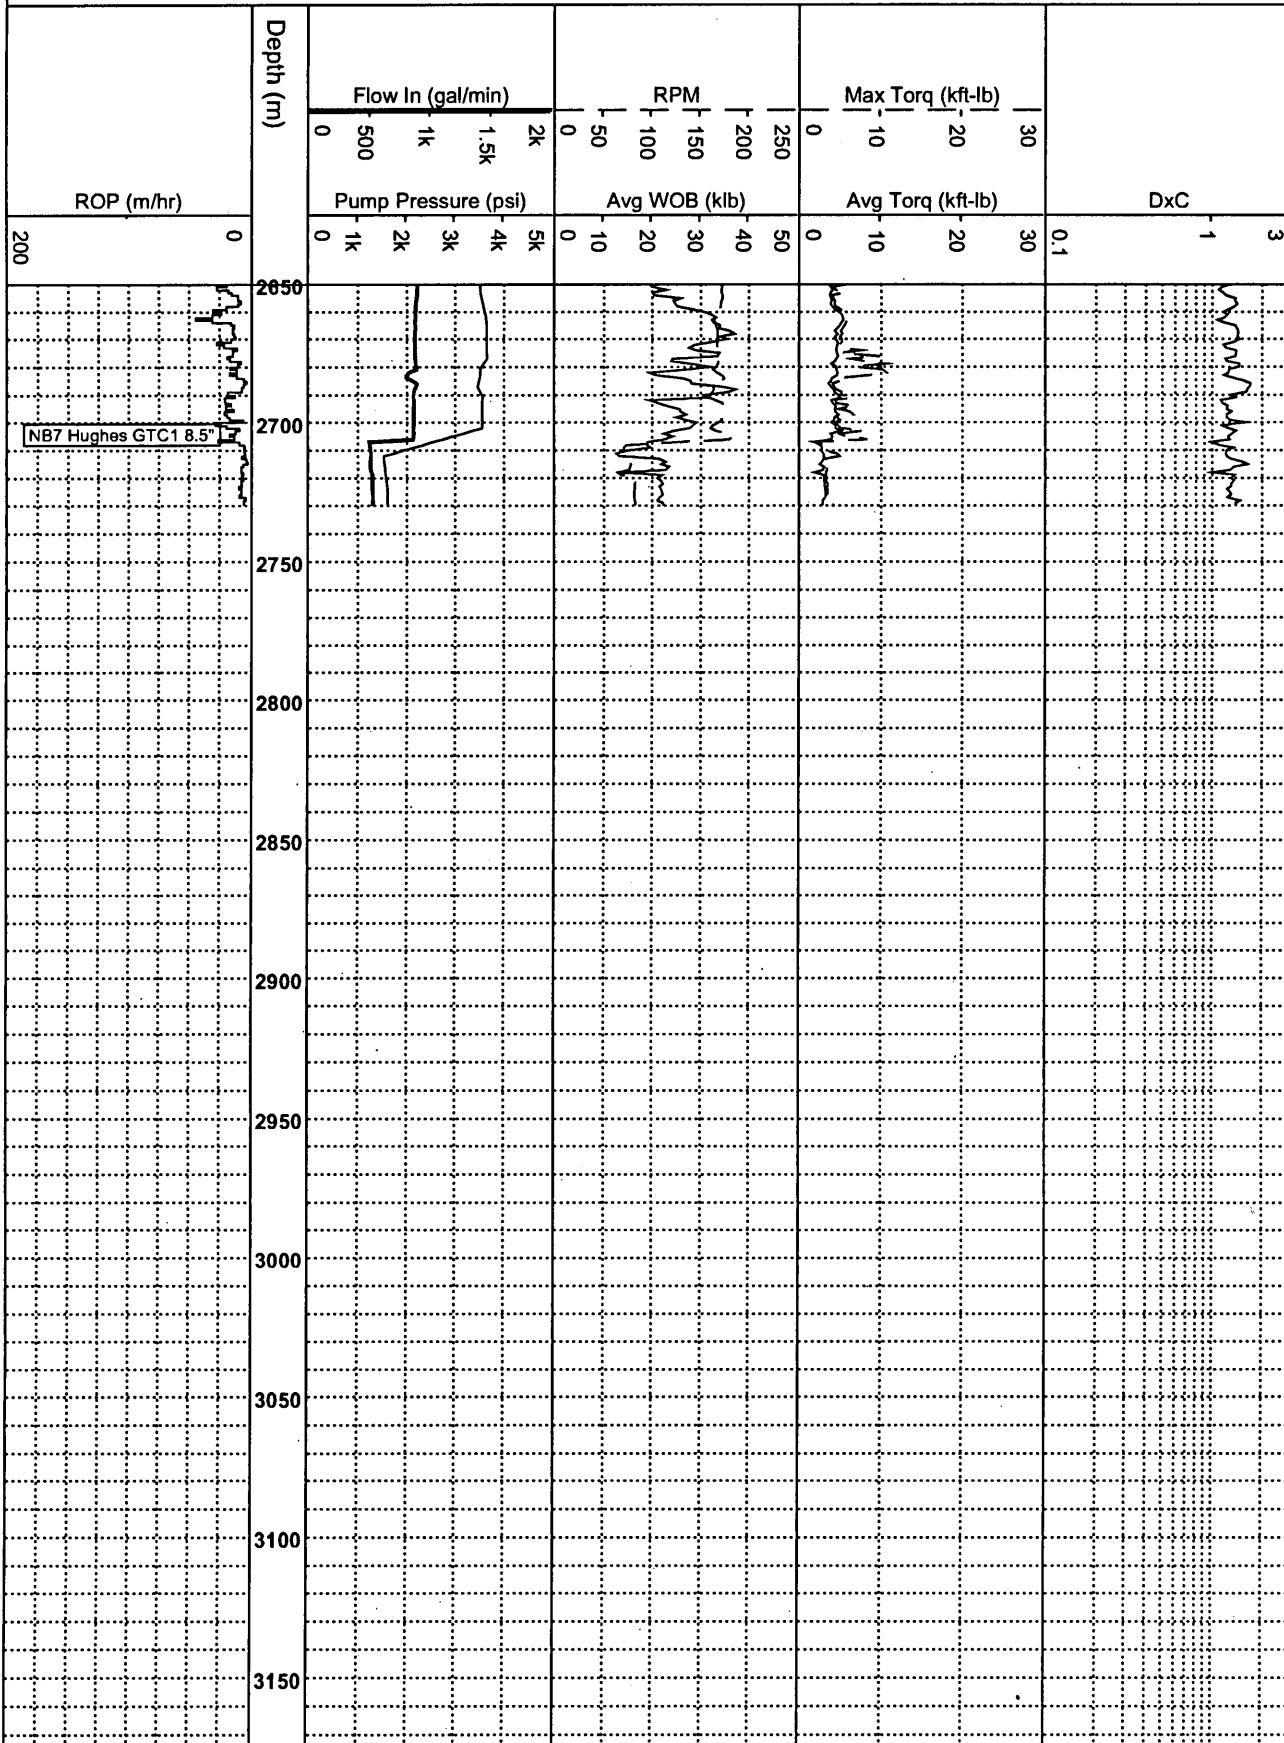 Depth (m)
Flow In (gal/min)
RPM
Max Torq (kft-lb)
0 500 1k 1.5k 2k
0 50 100 150 200 250
0 10 20 30
ROP (m/hr)
Pump Pressure (psi)
Avg WOB (klb)
Avg Torq (kft-lb)
DxC
200 0
0 1k 2k 3k 4k 5k
0 10 20 30 40 50
0 10 20 30
0.1 1 3
2650
2700
NB7 Hughes GTC1 8.5"
2750
2800
2850
2900
2950
3000
3050
3100
3150